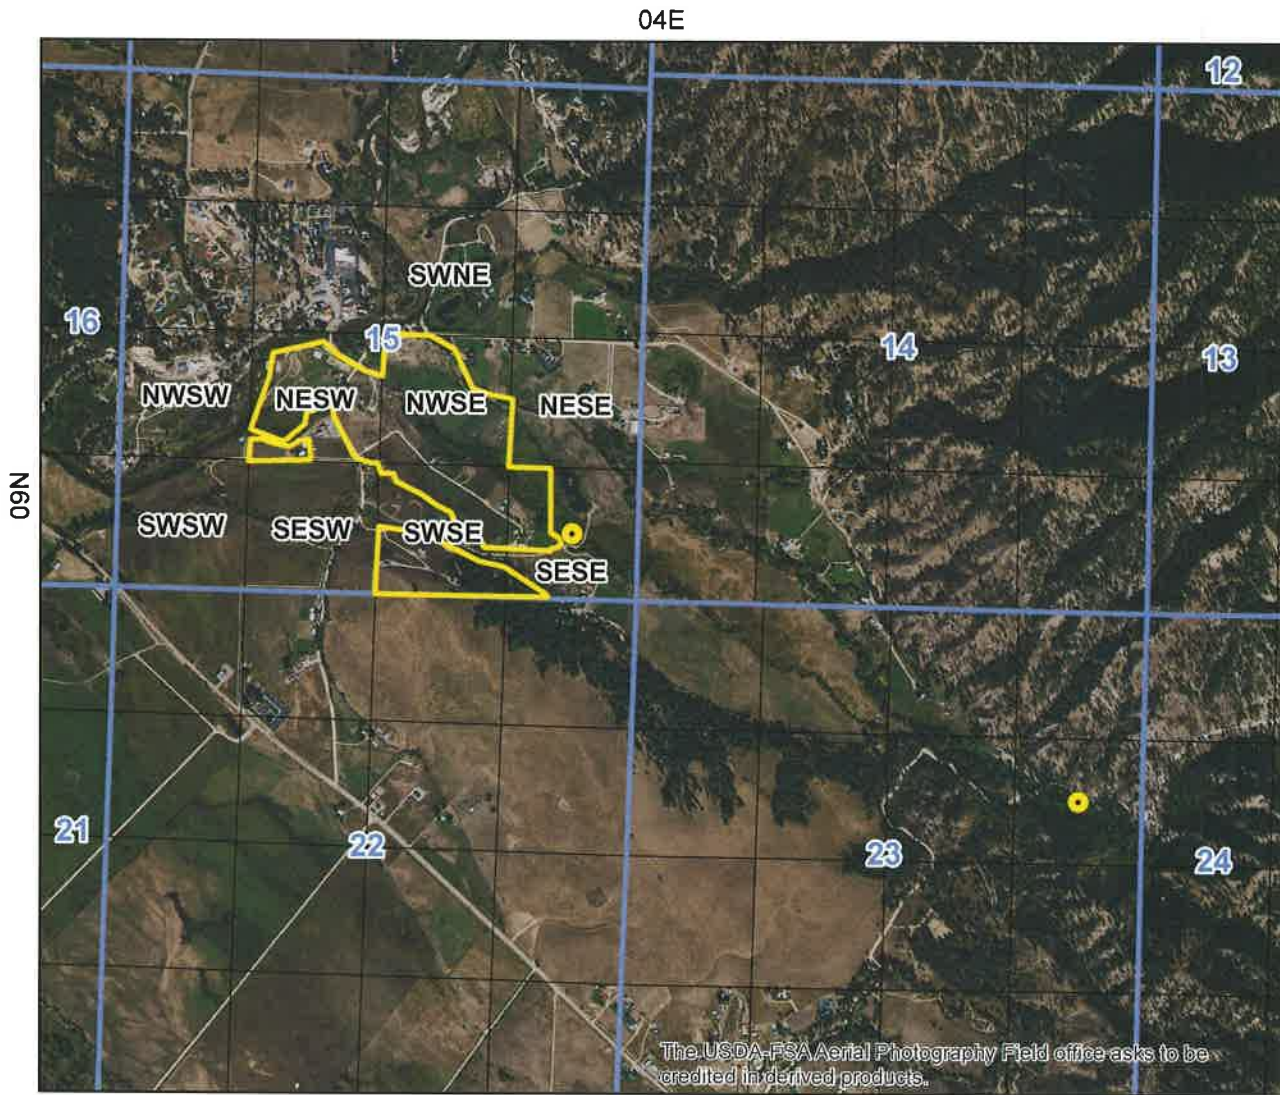 04E
12
SWNE
16
15
14
13
NWSW
NESW
NWSE
NESE
09N
SWSW
SESW
SWSE
SESE
21
22
23
24
The USDA-FSA Aerial Photography Field office asks to be
credited in derived products.